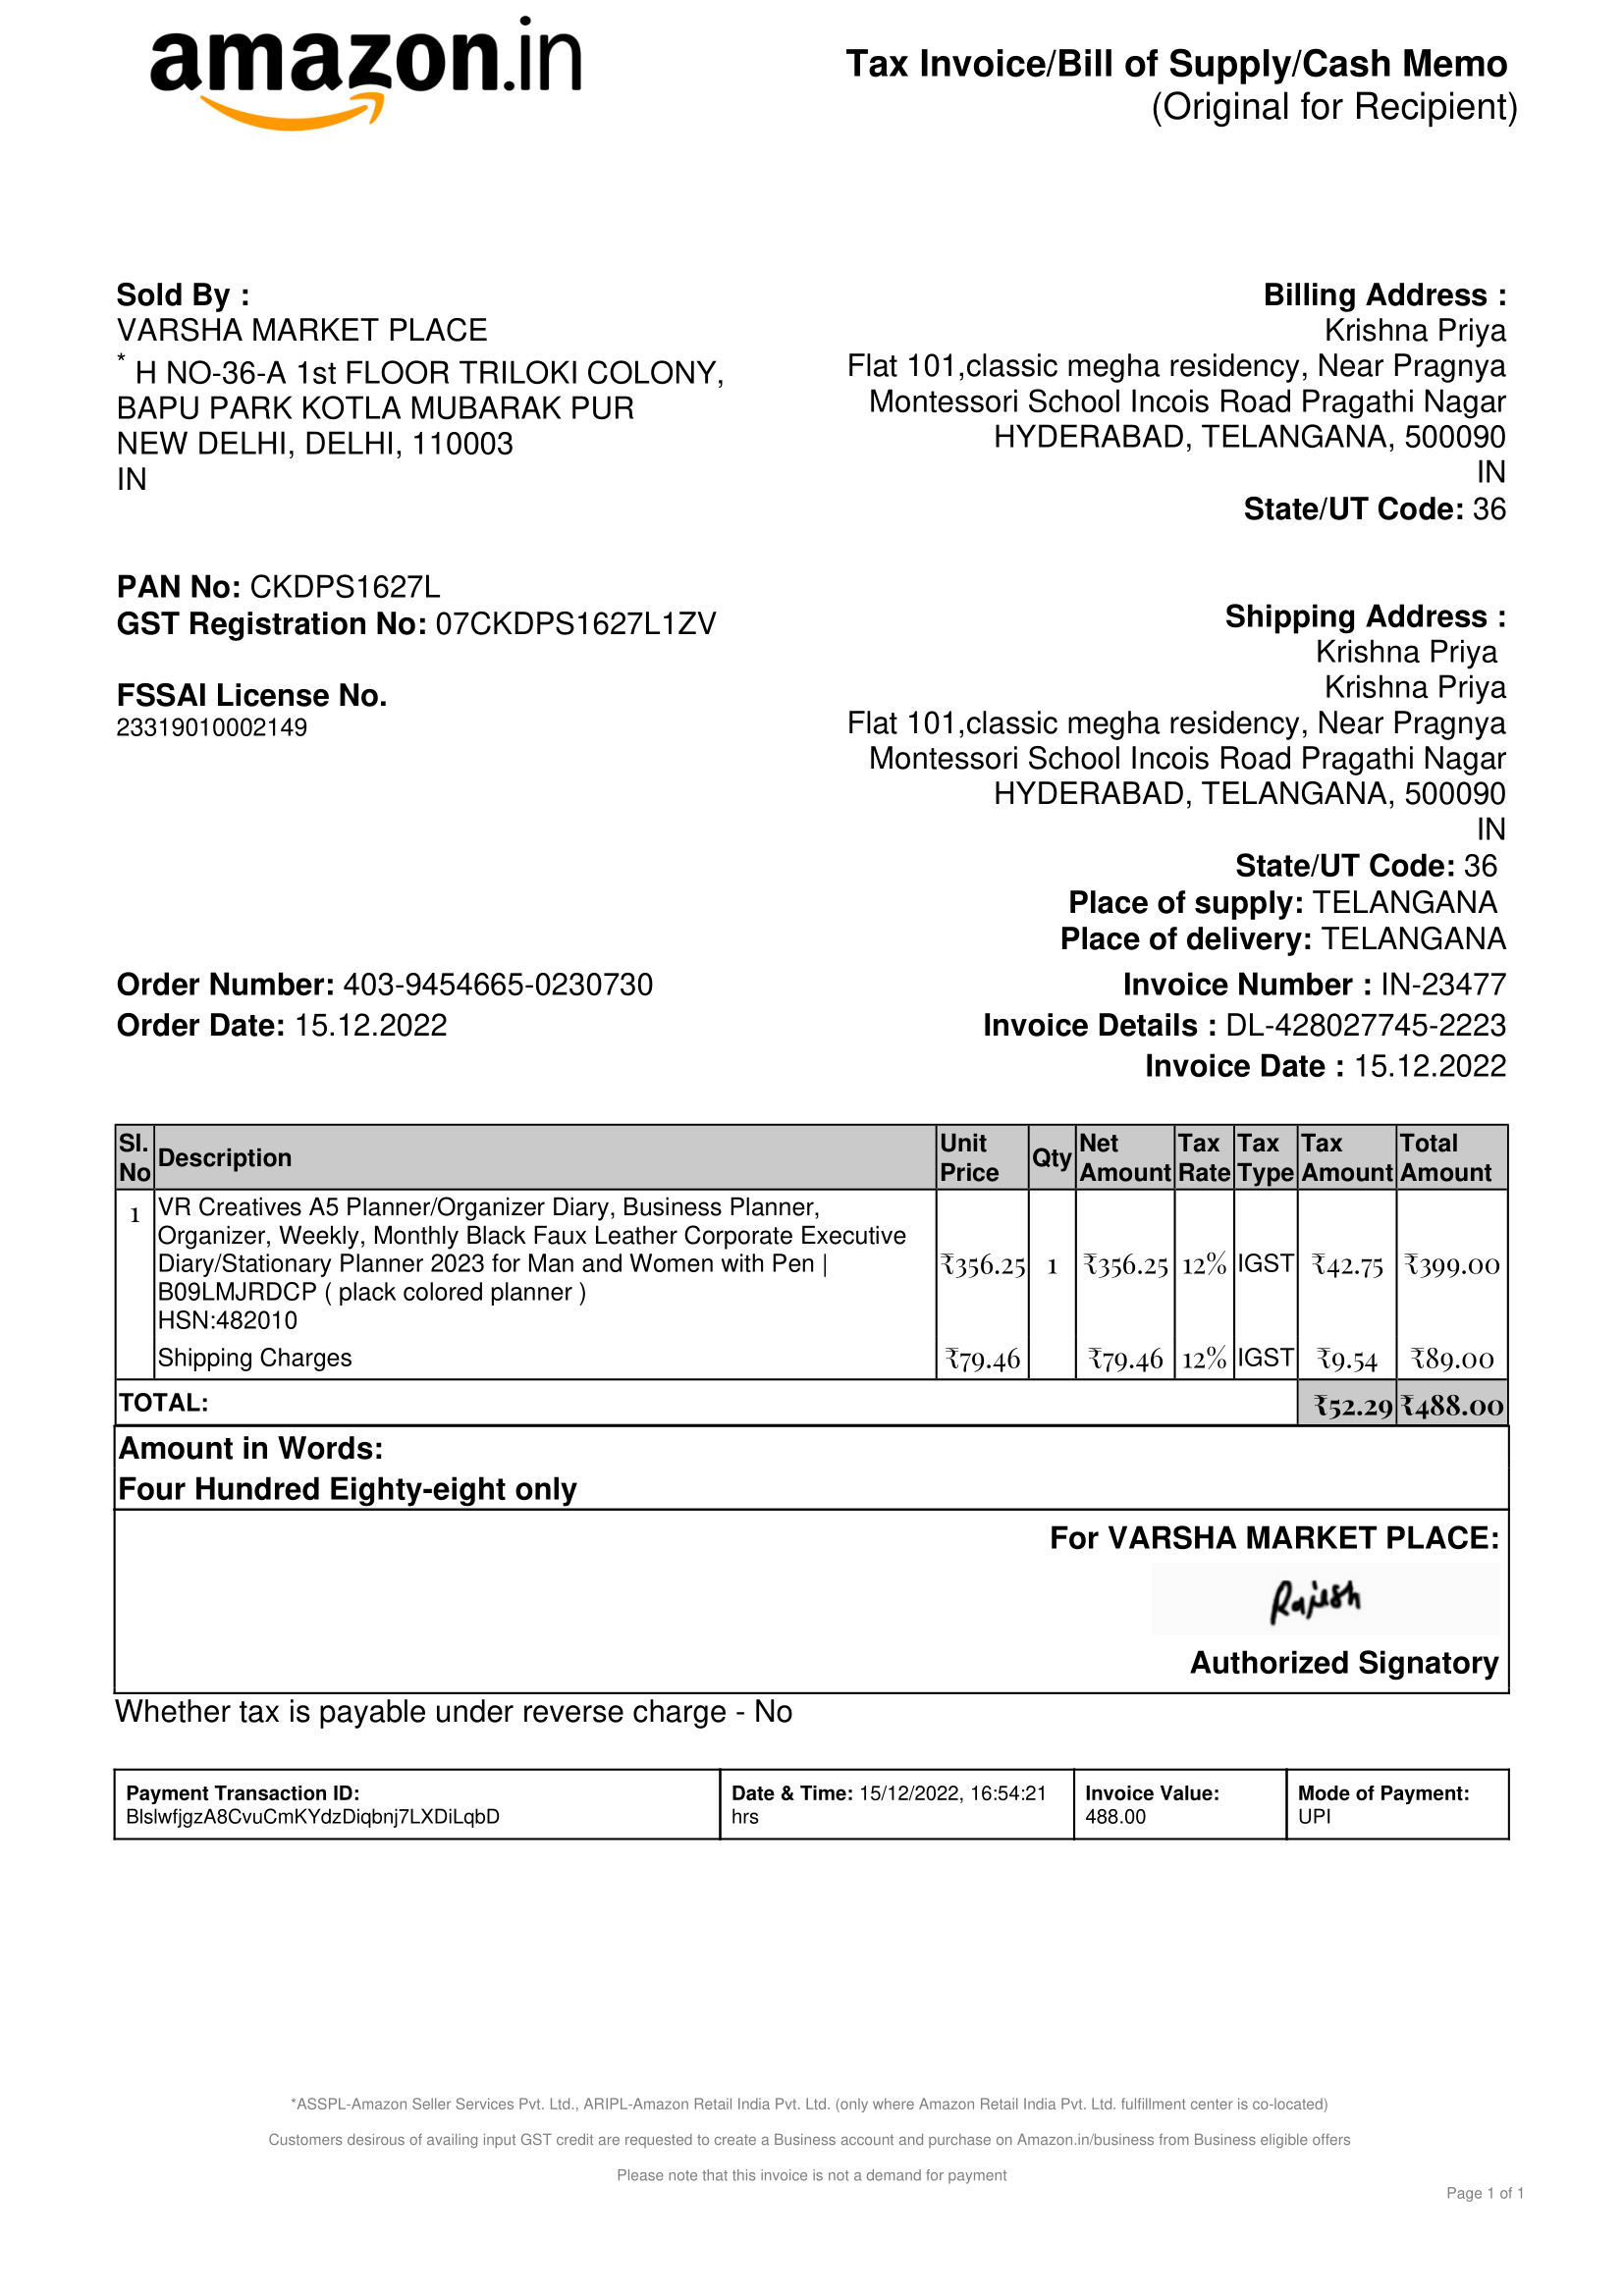 amazon.in
Tax Invoice/Bill of Supply/Cash Memo
(Original for Recipient)
Sold By :
VARSHA MARKET PLACE
* H NO-36-A 1st FLOOR TRILOKI COLONY,
BAPU PARK KOTLA MUBARAK PUR
NEW DELHI, DELHI, 110003
IN
PAN No: CKDPS1627L
GST Registration No: 07CKDPS1627L1ZV
FSSAI License No.
23319010002149
Billing Address :
Krishna Priya
Flat 101,classic megha residency, Near Pragnya
Montessori School Incois Road Pragathi Nagar
HYDERABAD, TELANGANA, 500090
IN
State/UT Code: 36
Shipping Address :
Krishna Priya
Krishna Priya
Flat 101,classic megha residency, Near Pragnya
Montessori School Incois Road Pragathi Nagar
HYDERABAD, TELANGANA, 500090
IN
State/UT Code: 36
Place of supply: TELANGANA
Place of delivery: TELANGANA
Order Number: 403-9454665-0230730
Order Date: 15.12.2022
Invoice Number : IN-23477
Invoice Details : DL-428027745-2223
Invoice Date : 15.12.2022
Sl. No Description Unit Price Qty Net Amount Tax Rate Tax Type Tax Amount Total Amount
1 VR Creatives A5 Planner/Organizer Diary, Business Planner,
Organizer, Weekly, Monthly Black Faux Leather Corporate Executive
Diary/Stationary Planner 2023 for Man and Women with Pen | ₹356.25 1 ₹356.25 12% IGST ₹42.75 ₹399.00
B09LMJRDCP ( plack colored planner )
HSN:482010
Shipping Charges ₹79.46 ₹79.46 12% IGST ₹9.54 ₹89.00
TOTAL: ₹52.29 ₹488.00
Amount in Words:
Four Hundred Eighty-eight only
For VARSHA MARKET PLACE:
Rajesh
Authorized Signatory
Whether tax is payable under reverse charge - No
Payment Transaction ID:
BlslwfjgzA8CvuCmKYdzDiqbnj7LXDiLqbD
Date & Time: 15/12/2022, 16:54:21
hrs
Invoice Value:
488.00
Mode of Payment:
UPI
*ASSPL-Amazon Seller Services Pvt. Ltd., ARIPL-Amazon Retail India Pvt. Ltd. (only where Amazon Retail India Pvt. Ltd. fulfillment center is co-located)
Customers desirous of availing input GST credit are requested to create a Business account and purchase on Amazon.in/business from Business eligible offers
Please note that this invoice is not a demand for payment
Page 1 of 1